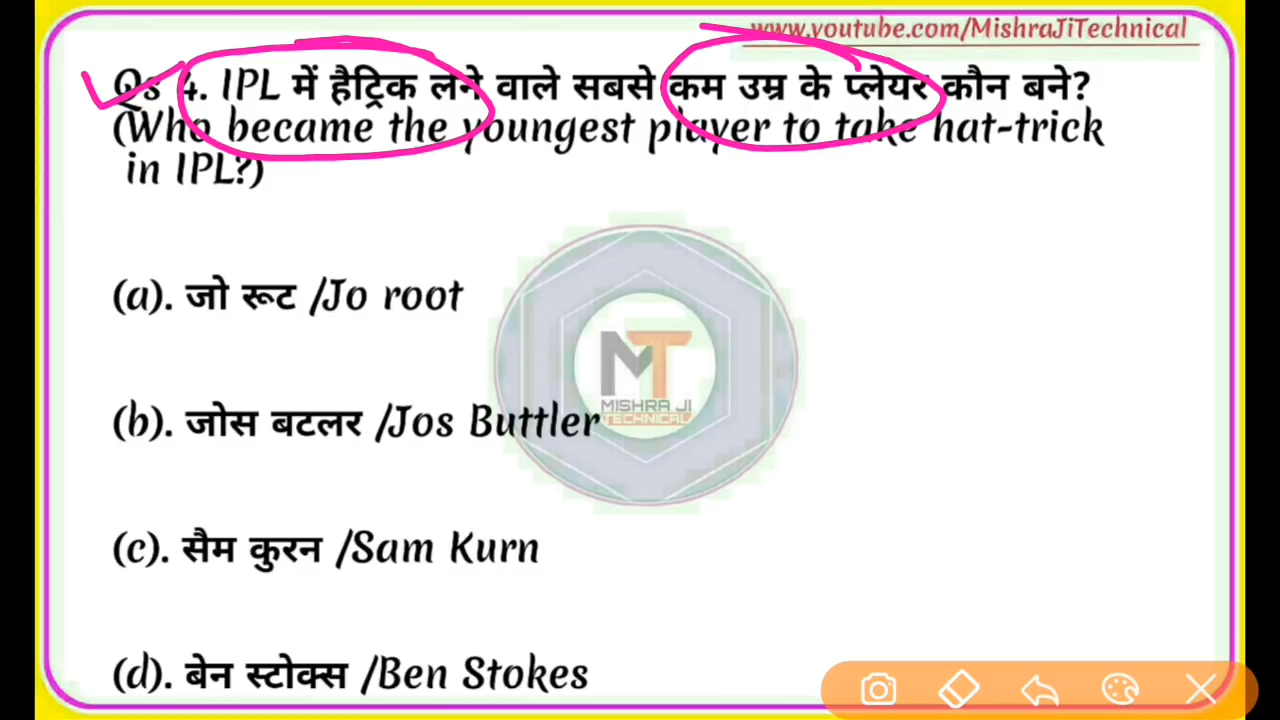 www.youtube.com/MishraJiTechnical
Qs 4. IPL में हैट्रिक लेने वाले सबसे कम उम्र के प्लेयर कौन बने?
(Who became the youngest player to take hat-trick
in IPL?)
(a). जो रूट /Jo root
MT
MISHRA JI
TECHNICAL
(b). जोस बटलर /Jos Buttler
(c). सैम कुरन /Sam Kurn
(d). बेन स्टोक्स /Ben Stokes